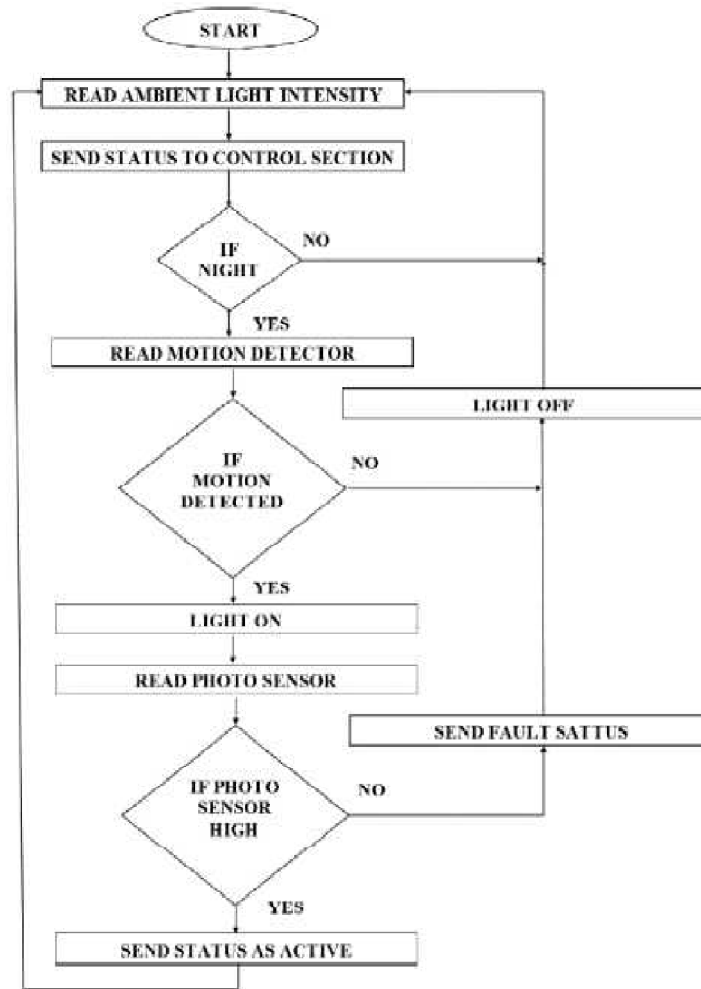 START
READ AMBIENT LIGHT INTENSITY
SEND STATUS TO CONTROL SECTION
IF
NIGHT
NO
YES
READ MOTION DETECTOR
LIGHT OFF
IF
MOTION
DETECTED
NO
YES
LIGHT ON
READ PHOTO SENSOR
SEND FAULT SATTUS
IF PHOTO
SENSOR
HIGH
NO
YES
SEND STATUS AS ACTIVE